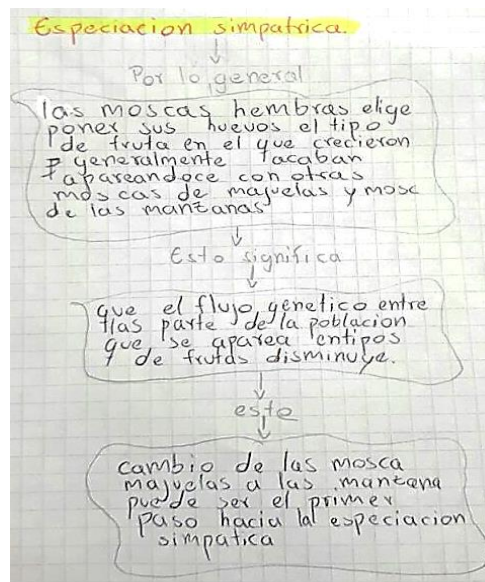 Especiacion simpatrica.
Por lo general
las moscas hembras elige
poner sus huevos el tipo
de fruta en el que crecieron
y generalmente acaban
apareandoce con otras
moscas de majuelas y mosc
de las manzanas
Esto significa
que el flujo genetico entre
las parte de la poblacion
que se aparea entipos
de frutas disminuye.
este
cambio de las mosca
majuelas a las manzana
puede ser el primer
paso hacia la especiacion
simpatica